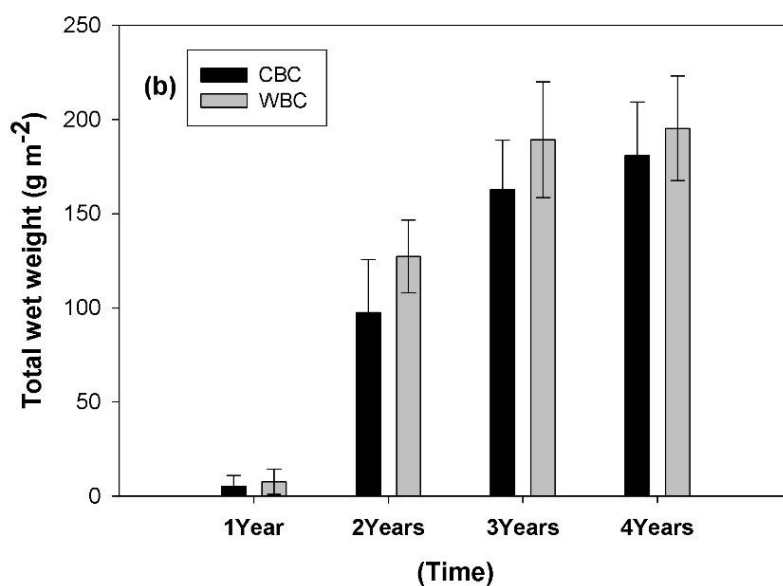 250
200
150
100
50
0
Total wet weight (g m-2)
(b)
CBC
WBC
1Year 2Years 3Years 4Years
(Time)